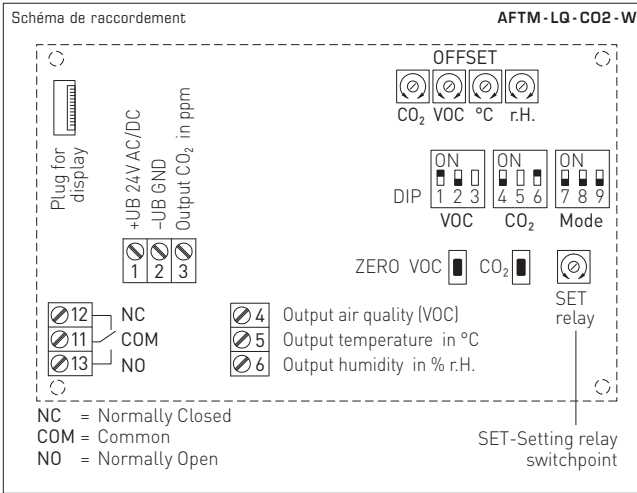 Schéma de raccordement AFTM-LQ-CO2-W
OFFSET
CO₂ VOC °C r.H.
Plug for
display
+UB 24V AC/DC
–UB GND
Output CO₂ in ppm
1 2 3
ON ON ON
DIP 1 2 3 4 5 6 7 8 9
VOC CO₂ Mode
ZERO VOC CO₂
SET
relay
12 NC
11 COM
13 NO
4 Output air quality (VOC)
5 Output temperature in °C
6 Output humidity in % r.H.
NC = Normally Closed
COM = Common
NO = Normally Open
SET-Setting relay
switchpoint